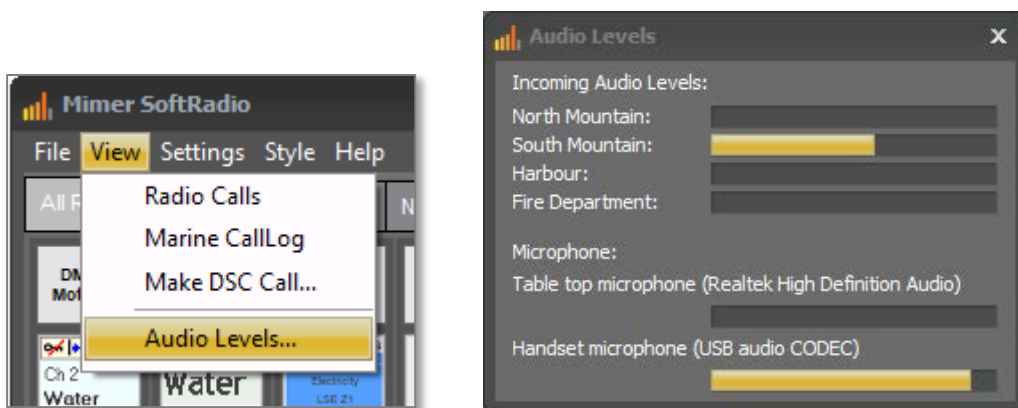 Mimer SoftRadio
File View Settings Style Help
All R
N
Radio Calls
Marine CallLog
Make DSC Call...
Audio Levels...
DM
Mot
Ch 2
Water
Water
Electricity
LSE Z1
Audio Levels
X
Incoming Audio Levels:
North Mountain:
South Mountain:
Harbour:
Fire Department:
Microphone:
Table top microphone (Realtek High Definition Audio)
Handset microphone (USB audio CODEC)